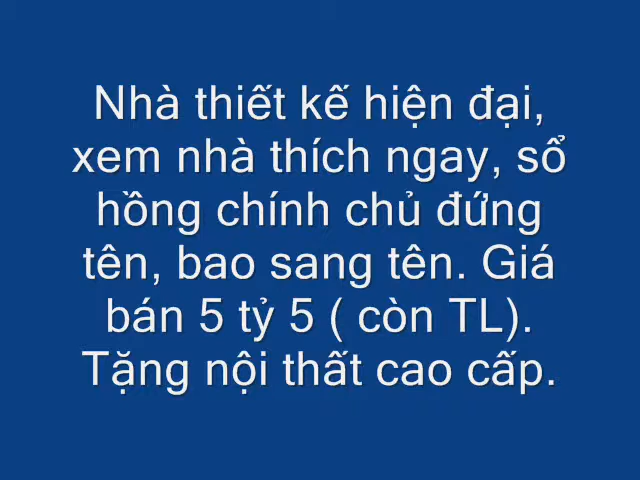 Nhà thiết kế hiện đại,
xem nhà thích ngay, sổ
hồng chính chủ đứng
tên, bao sang tên. Giá
bán 5 tỷ 5 ( còn TL).
Tặng nội thất cao cấp.